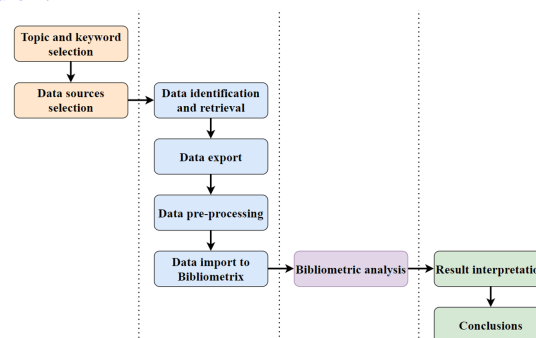 Topic and keyword
selection
Data sources
selection
Data identification
and retrieval
Data export
Data pre-processing
Data import to
Bibliometrix
Bibliometric analysis
Result interpretatio
Conclusions